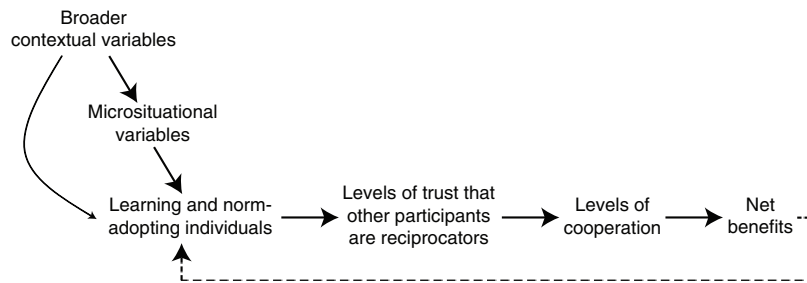 Broader
contextual variables
Microsituational
variables
Learning and norm-
adopting individuals
Levels of trust that
other participants
are reciprocators
Levels of
cooperation
Net
benefits